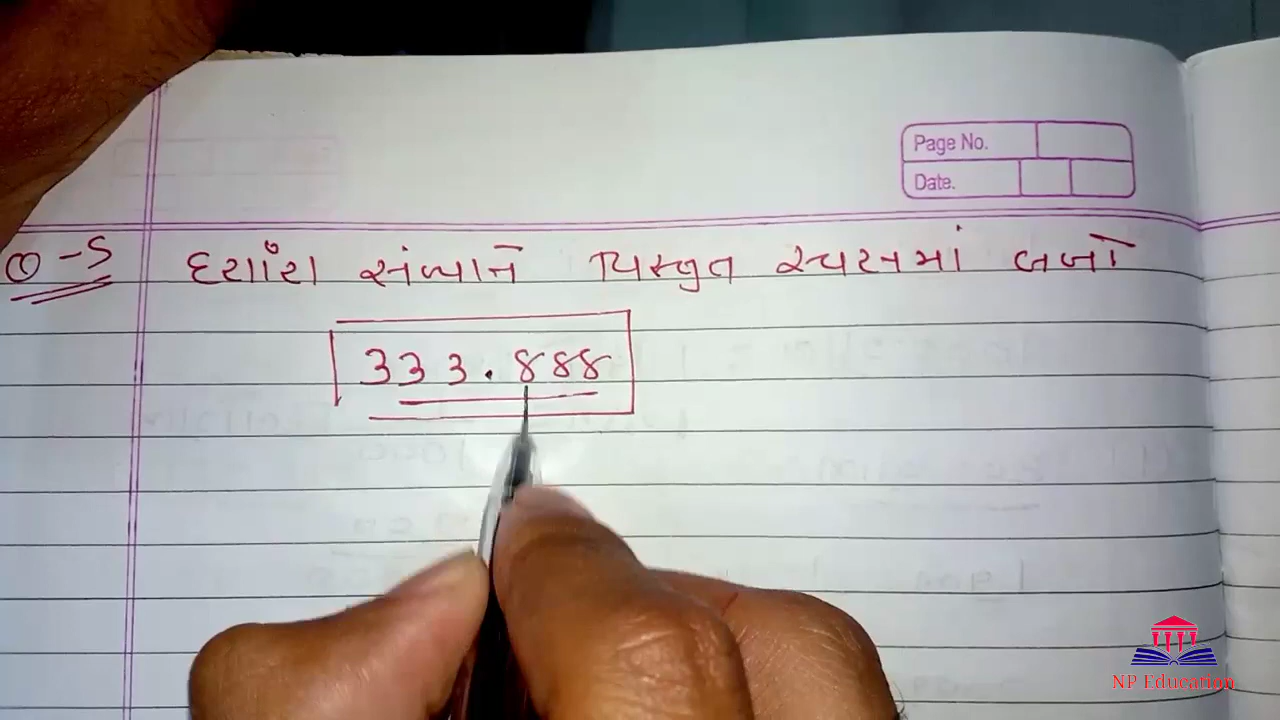 Page No.
Date.
Q-5 દશાંશ સંખ્યાને વિસ્તૃત સ્વરૂપમાં લખો
333.888
NP Education